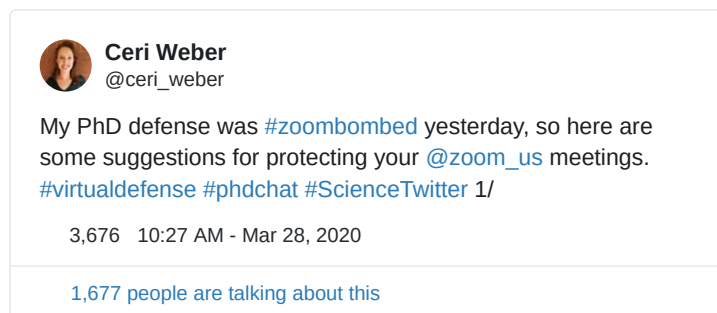 Ceri Weber
@ceri_weber
My PhD defense was #zoombombed yesterday, so here are
some suggestions for protecting your @zoom_us meetings.
#virtualdefense #phdchat #ScienceTwitter 1/
3,676 10:27 AM - Mar 28, 2020
1,677 people are talking about this